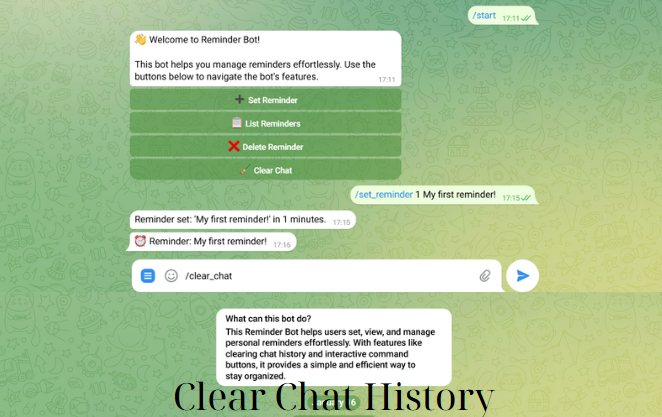 /start 17:11
👋 Welcome to Reminder Bot!
This bot helps you manage reminders effortlessly. Use the
buttons below to navigate the bot's features.
17:11
➕ Set Reminder
📋 List Reminders
❌ Delete Reminder
🧹 Clear Chat
/set_reminder 1 My first reminder! 17:15
Reminder set: 'My first reminder!' in 1 minutes. 17:15
⏰ Reminder: My first reminder! 17:16
/clear_chat
What can this bot do?
This Reminder Bot helps users set, view, and manage
personal reminders effortlessly. With features like
clearing chat history and interactive command
buttons, it provides a simple and efficient way to
stay organized.
Clear Chat History
January 16